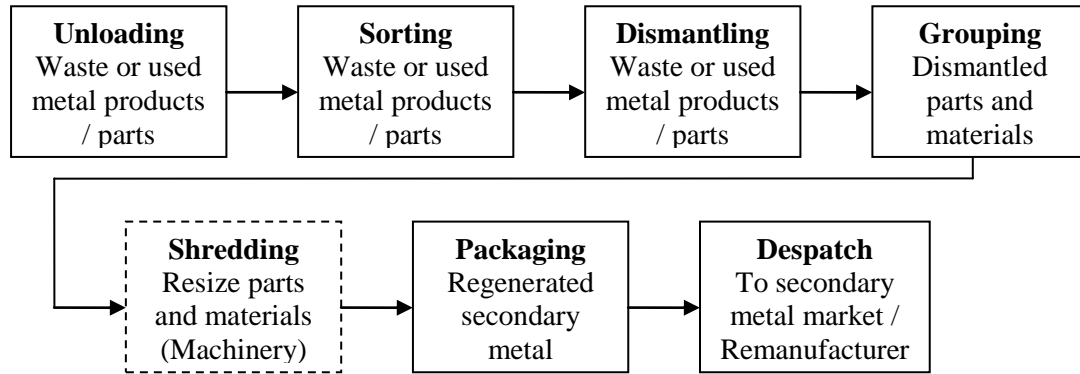 Unloading
Waste or used
metal products
/ parts
Sorting
Waste or used
metal products
/ parts
Dismantling
Waste or used
metal products
/ parts
Grouping
Dismantled
parts and
materials
Shredding
Resize parts
and materials
(Machinery)
Packaging
Regenerated
secondary
metal
Despatch
To secondary
metal market /
Remanufacturer